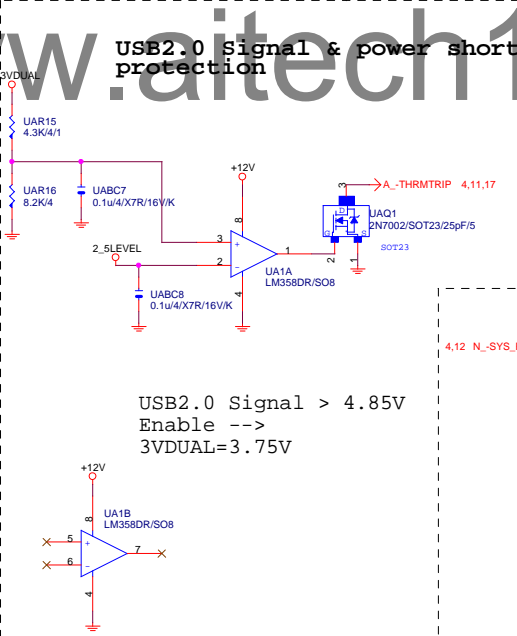 w.aitech1
USB2.0 Signal & power short
protection
3VDUAL
UAR15
4.3K/4/1
UAR16
8.2K/4
UABC7
0.1u/4/X7R/16V/K
+12V
8
3
+
2
-
1
4
UA1A
LM358DR/SO8
2_5LEVEL
UABC8
0.1u/4/X7R/16V/K
3
A_-THRMTRIP 4,11,17
D
G
S
UAQ1
2N7002/SOT23/25pF/5
SOT23
2
1
4,12 N_-SYS_
USB2.0 Signal > 4.85V
Enable -->
3VDUAL=3.75V
+12V
8
UA1B
LM358DR/SO8
5
+
6
-
7
4